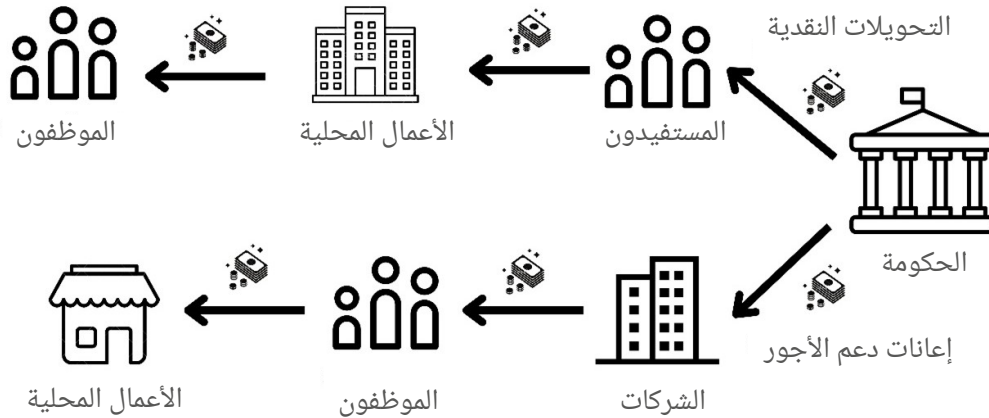 التحويلات النقدية
الحكومة
المستفيدون
الأعمال المحلية
الموظفون
إعانات دعم الأجور
الشركات
الموظفون
الأعمال المحلية